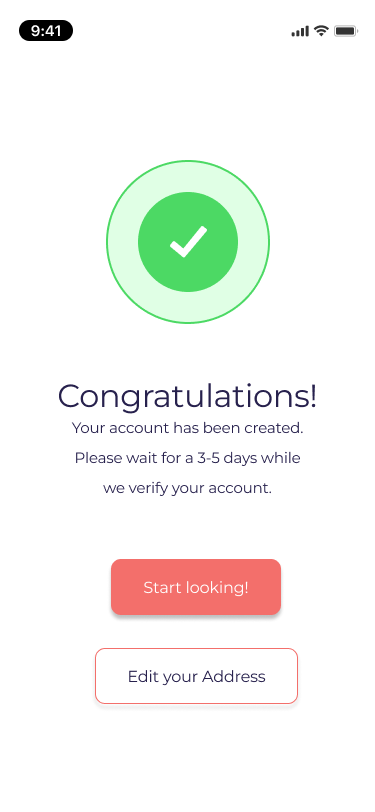 9:41
Congratulations!
Your account has been created.
Please wait for a 3-5 days while
we verify your account.
Start looking!
Edit your Address